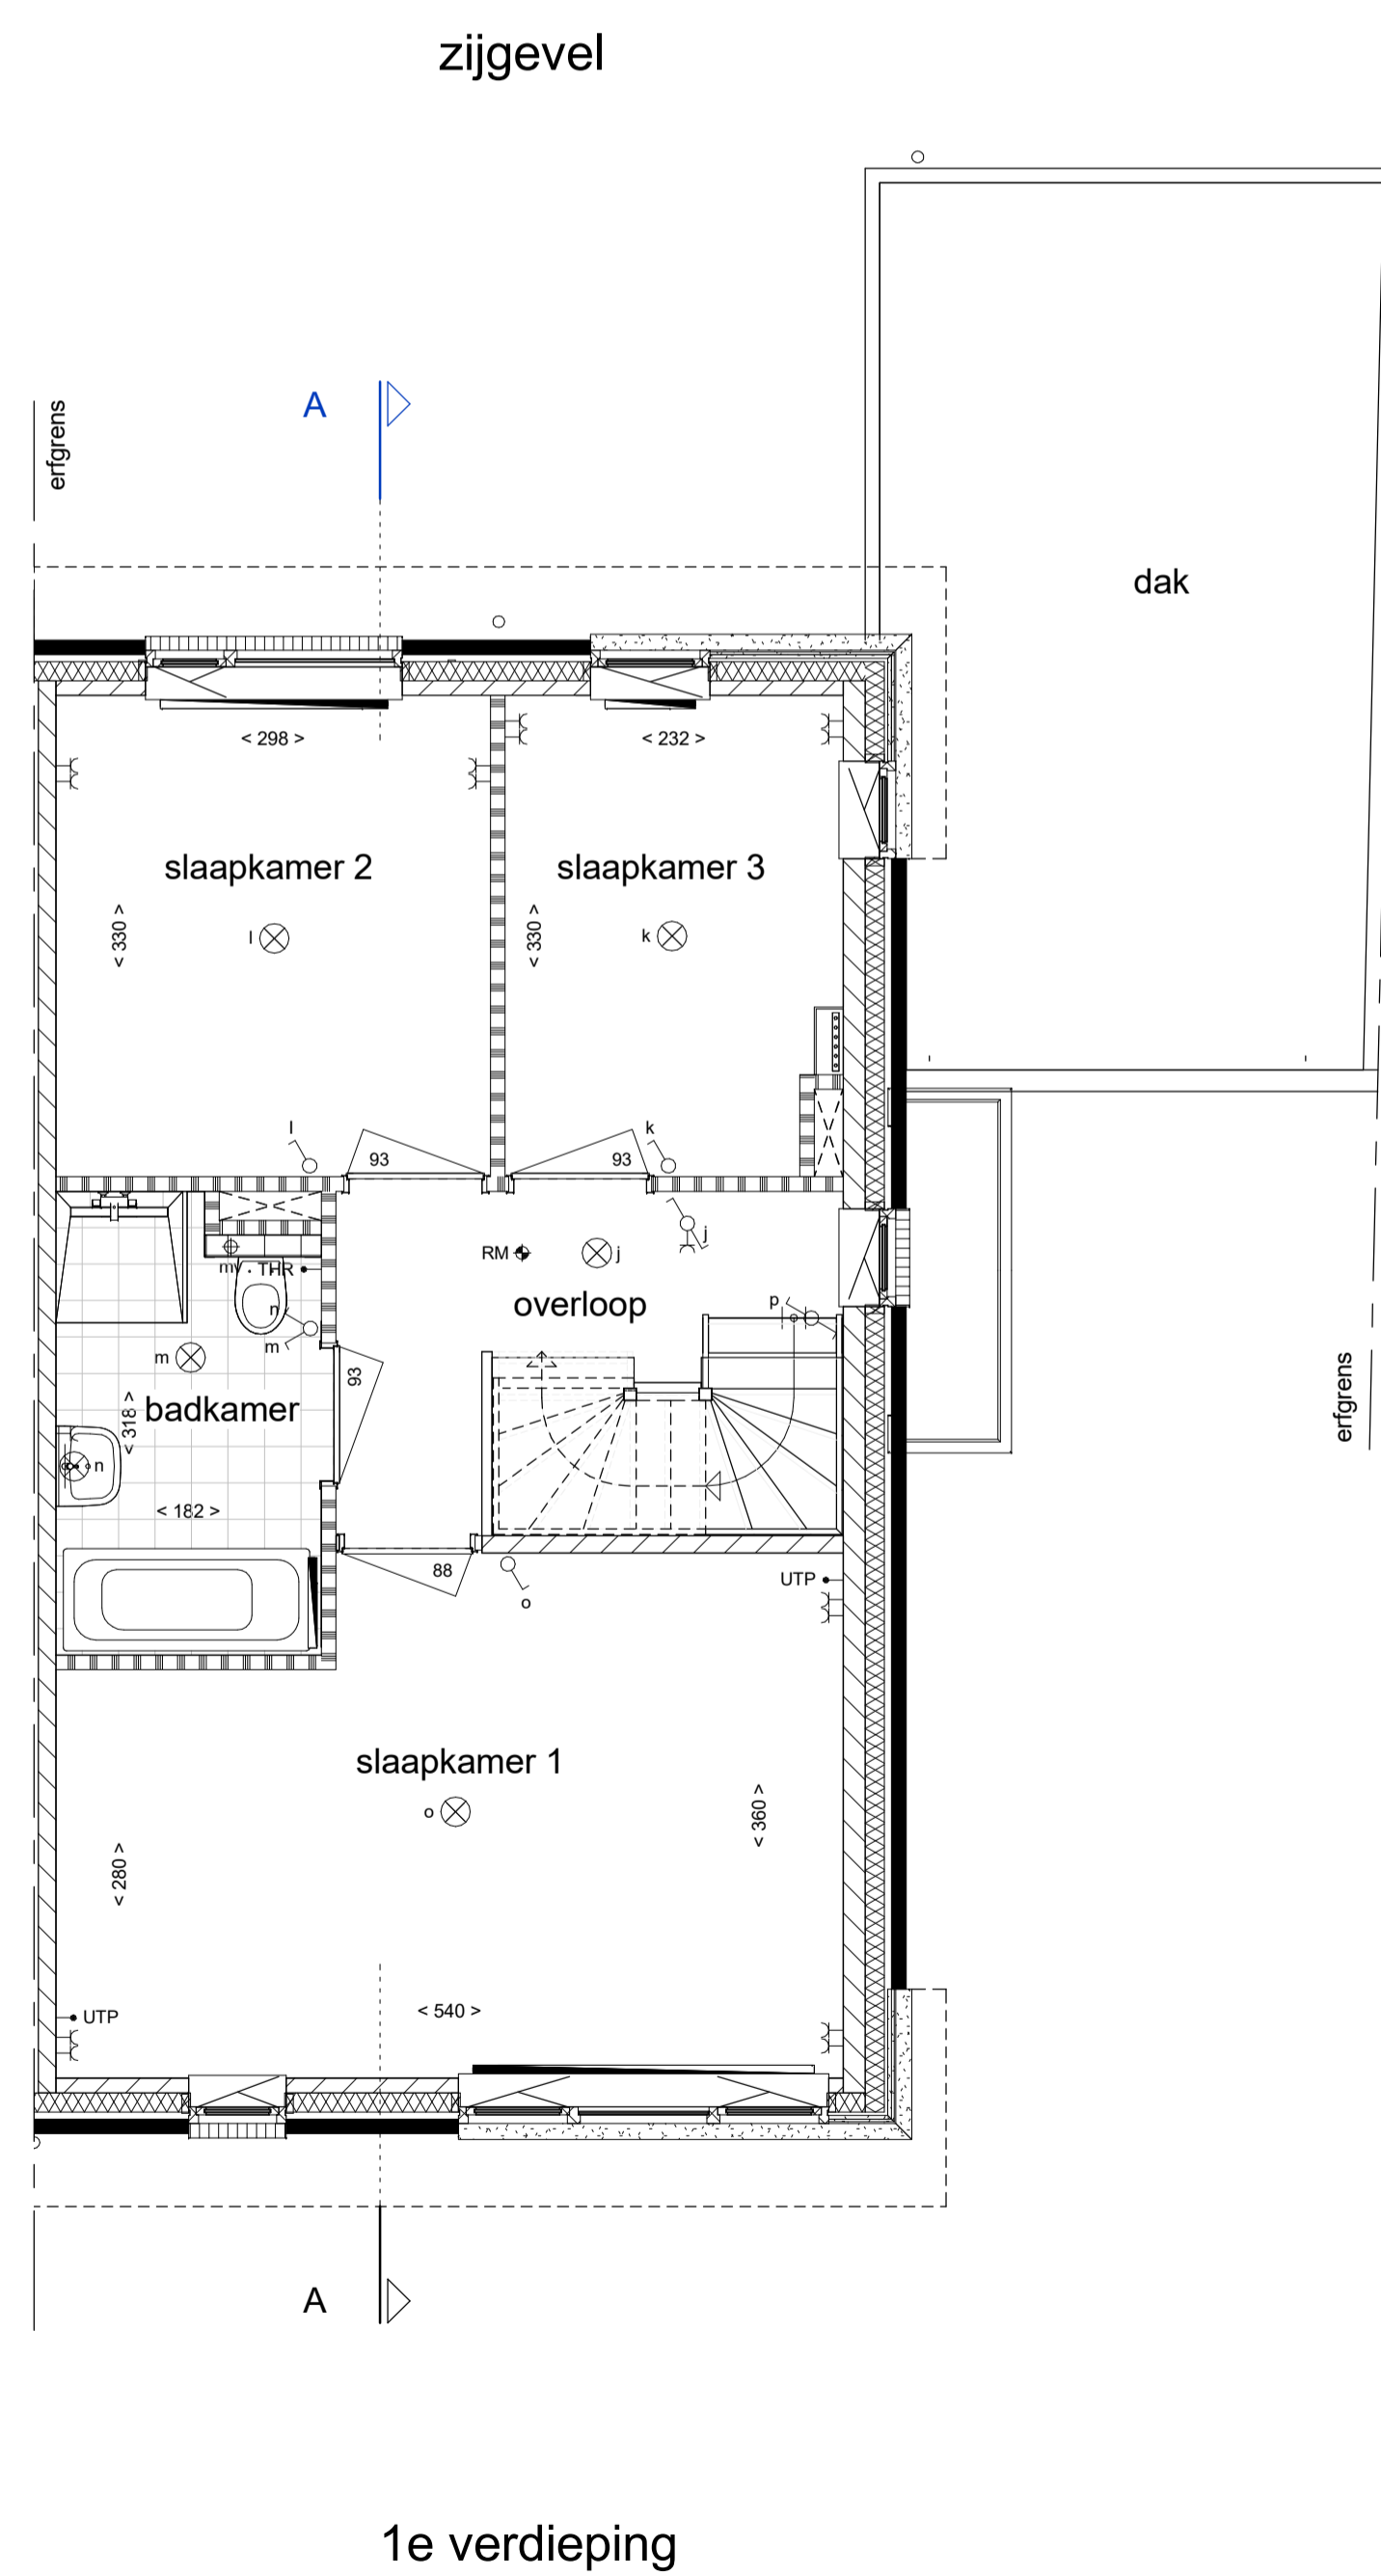 zijgevel
A
erfgrens
dak
< 298 >
< 232 >
slaapkamer 2
slaapkamer 3
< 330 >
l
< 330 >
k
l
k
93
93
j
RM
j
mv
THR
overloop
p
n
m
m
93
badkamer
< 318 >
erfgrens
n
< 182 >
88
o
UTP
slaapkamer 1
o
< 360 >
< 280 >
UTP
< 540 >
A
1e verdieping